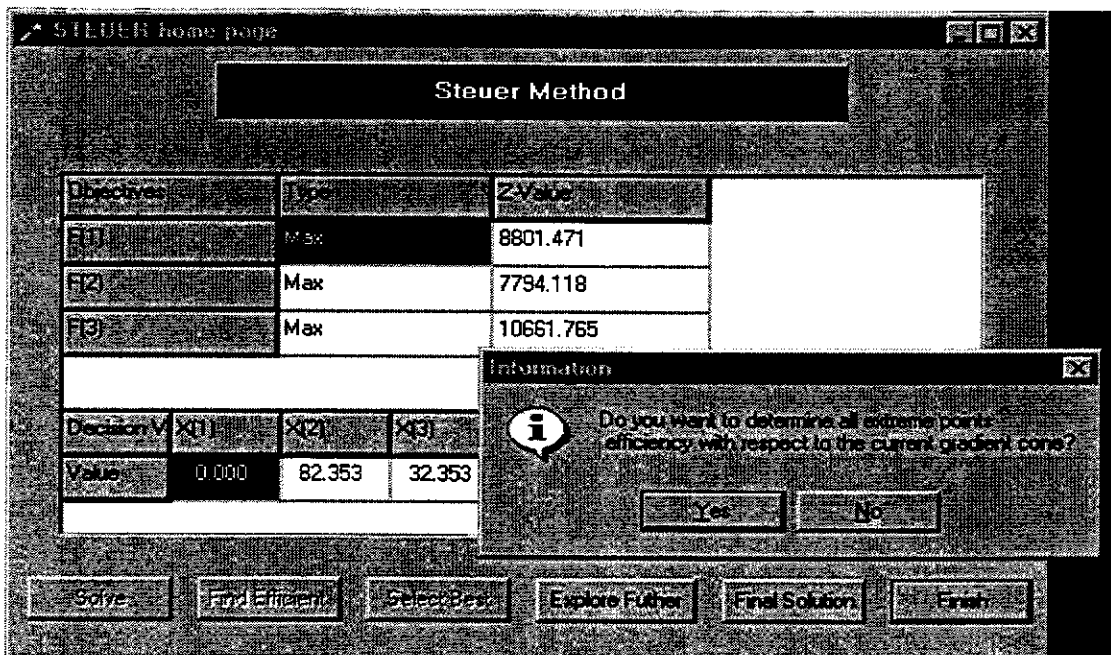 STEUER home page
Steuer Method
Objectives Type Z-Value
F(1) Max 8801.471
F(2) Max 7794.118
F(3) Max 10661.765
Decision V X(1) X(2) X(3)
Value 0.000 82.353 32.353
Information
Do you want to determine all extreme points
efficiency with respect to the current gradient cone?
Yes No
Solve Find Efficient Select Best Explore Futher Final Solution Finish